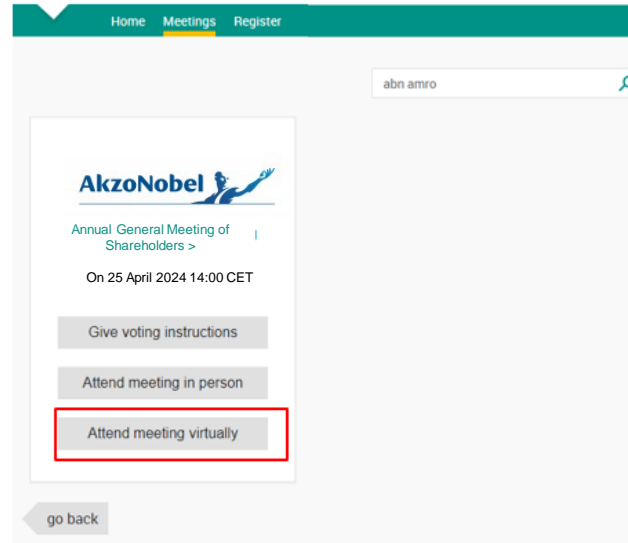 Home Meetings Register
abn amro
AkzoNobel
Annual General Meeting of
Shareholders >
On 25 April 2024 14:00 CET
Give voting instructions
Attend meeting in person
Attend meeting virtually
go back